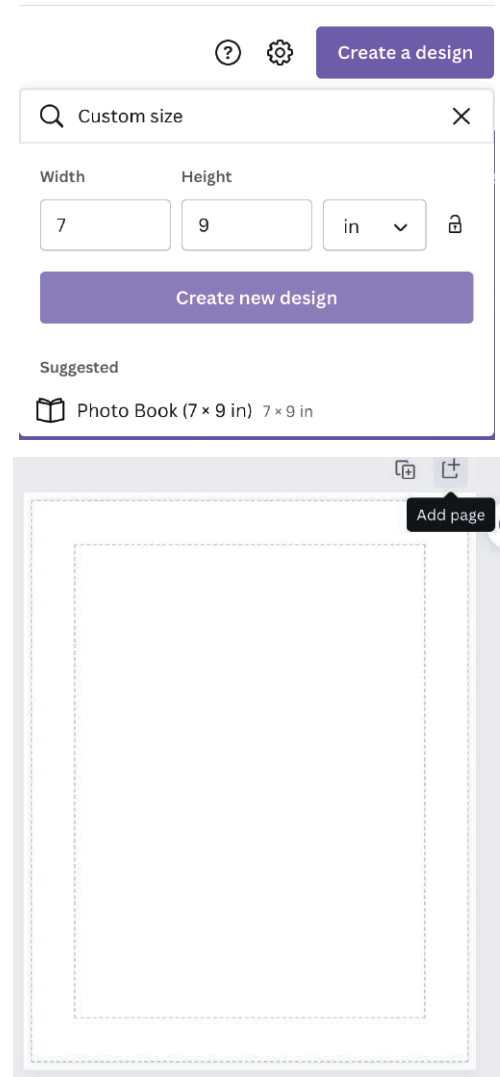 Create a design
Custom size
Width Height
7 9 in
Create new design
Suggested
Photo Book (7 × 9 in) 7 × 9 in
Add page